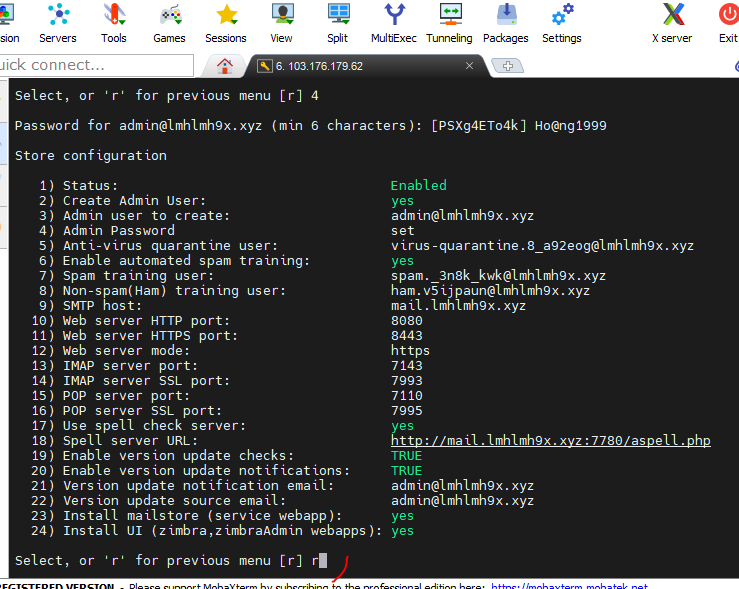 sion Servers Tools Games Sessions View Split MultiExec Tunneling Packages Settings X server Exit
uick connect...
6. 103.176.179.62
Select, or 'r' for previous menu [r] 4
Password for admin@lmhlmh9x.xyz (min 6 characters): [PSXg4ETo4k] Ho@ng1999
Store configuration
1) Status: Enabled
2) Create Admin User: yes
3) Admin user to create: admin@lmhlmh9x.xyz
4) Admin Password set
5) Anti-virus quarantine user: virus-quarantine.8_a92eog@lmhlmh9x.xyz
6) Enable automated spam training: yes
7) Spam training user: spam._3n8k_kwk@lmhlmh9x.xyz
8) Non-spam(Ham) training user: ham.v5ijpaun@lmhlmh9x.xyz
9) SMTP host: mail.lmhlmh9x.xyz
10) Web server HTTP port: 8080
11) Web server HTTPS port: 8443
12) Web server mode: https
13) IMAP server port: 7143
14) IMAP server SSL port: 7993
15) POP server port: 7110
16) POP server SSL port: 7995
17) Use spell check server: yes
18) Spell server URL: http://mail.lmhlmh9x.xyz:7780/aspell.php
19) Enable version update checks: TRUE
20) Enable version update notifications: TRUE
21) Version update notification email: admin@lmhlmh9x.xyz
22) Version update source email: admin@lmhlmh9x.xyz
23) Install mailstore (service webapp): yes
24) Install UI (zimbra,zimbraAdmin webapps): yes
Select, or 'r' for previous menu [r] r
REGISTERED VERSION - Please support MobaXterm by subscribing to the professional edition here: https://mobaxterm.mobatek.net